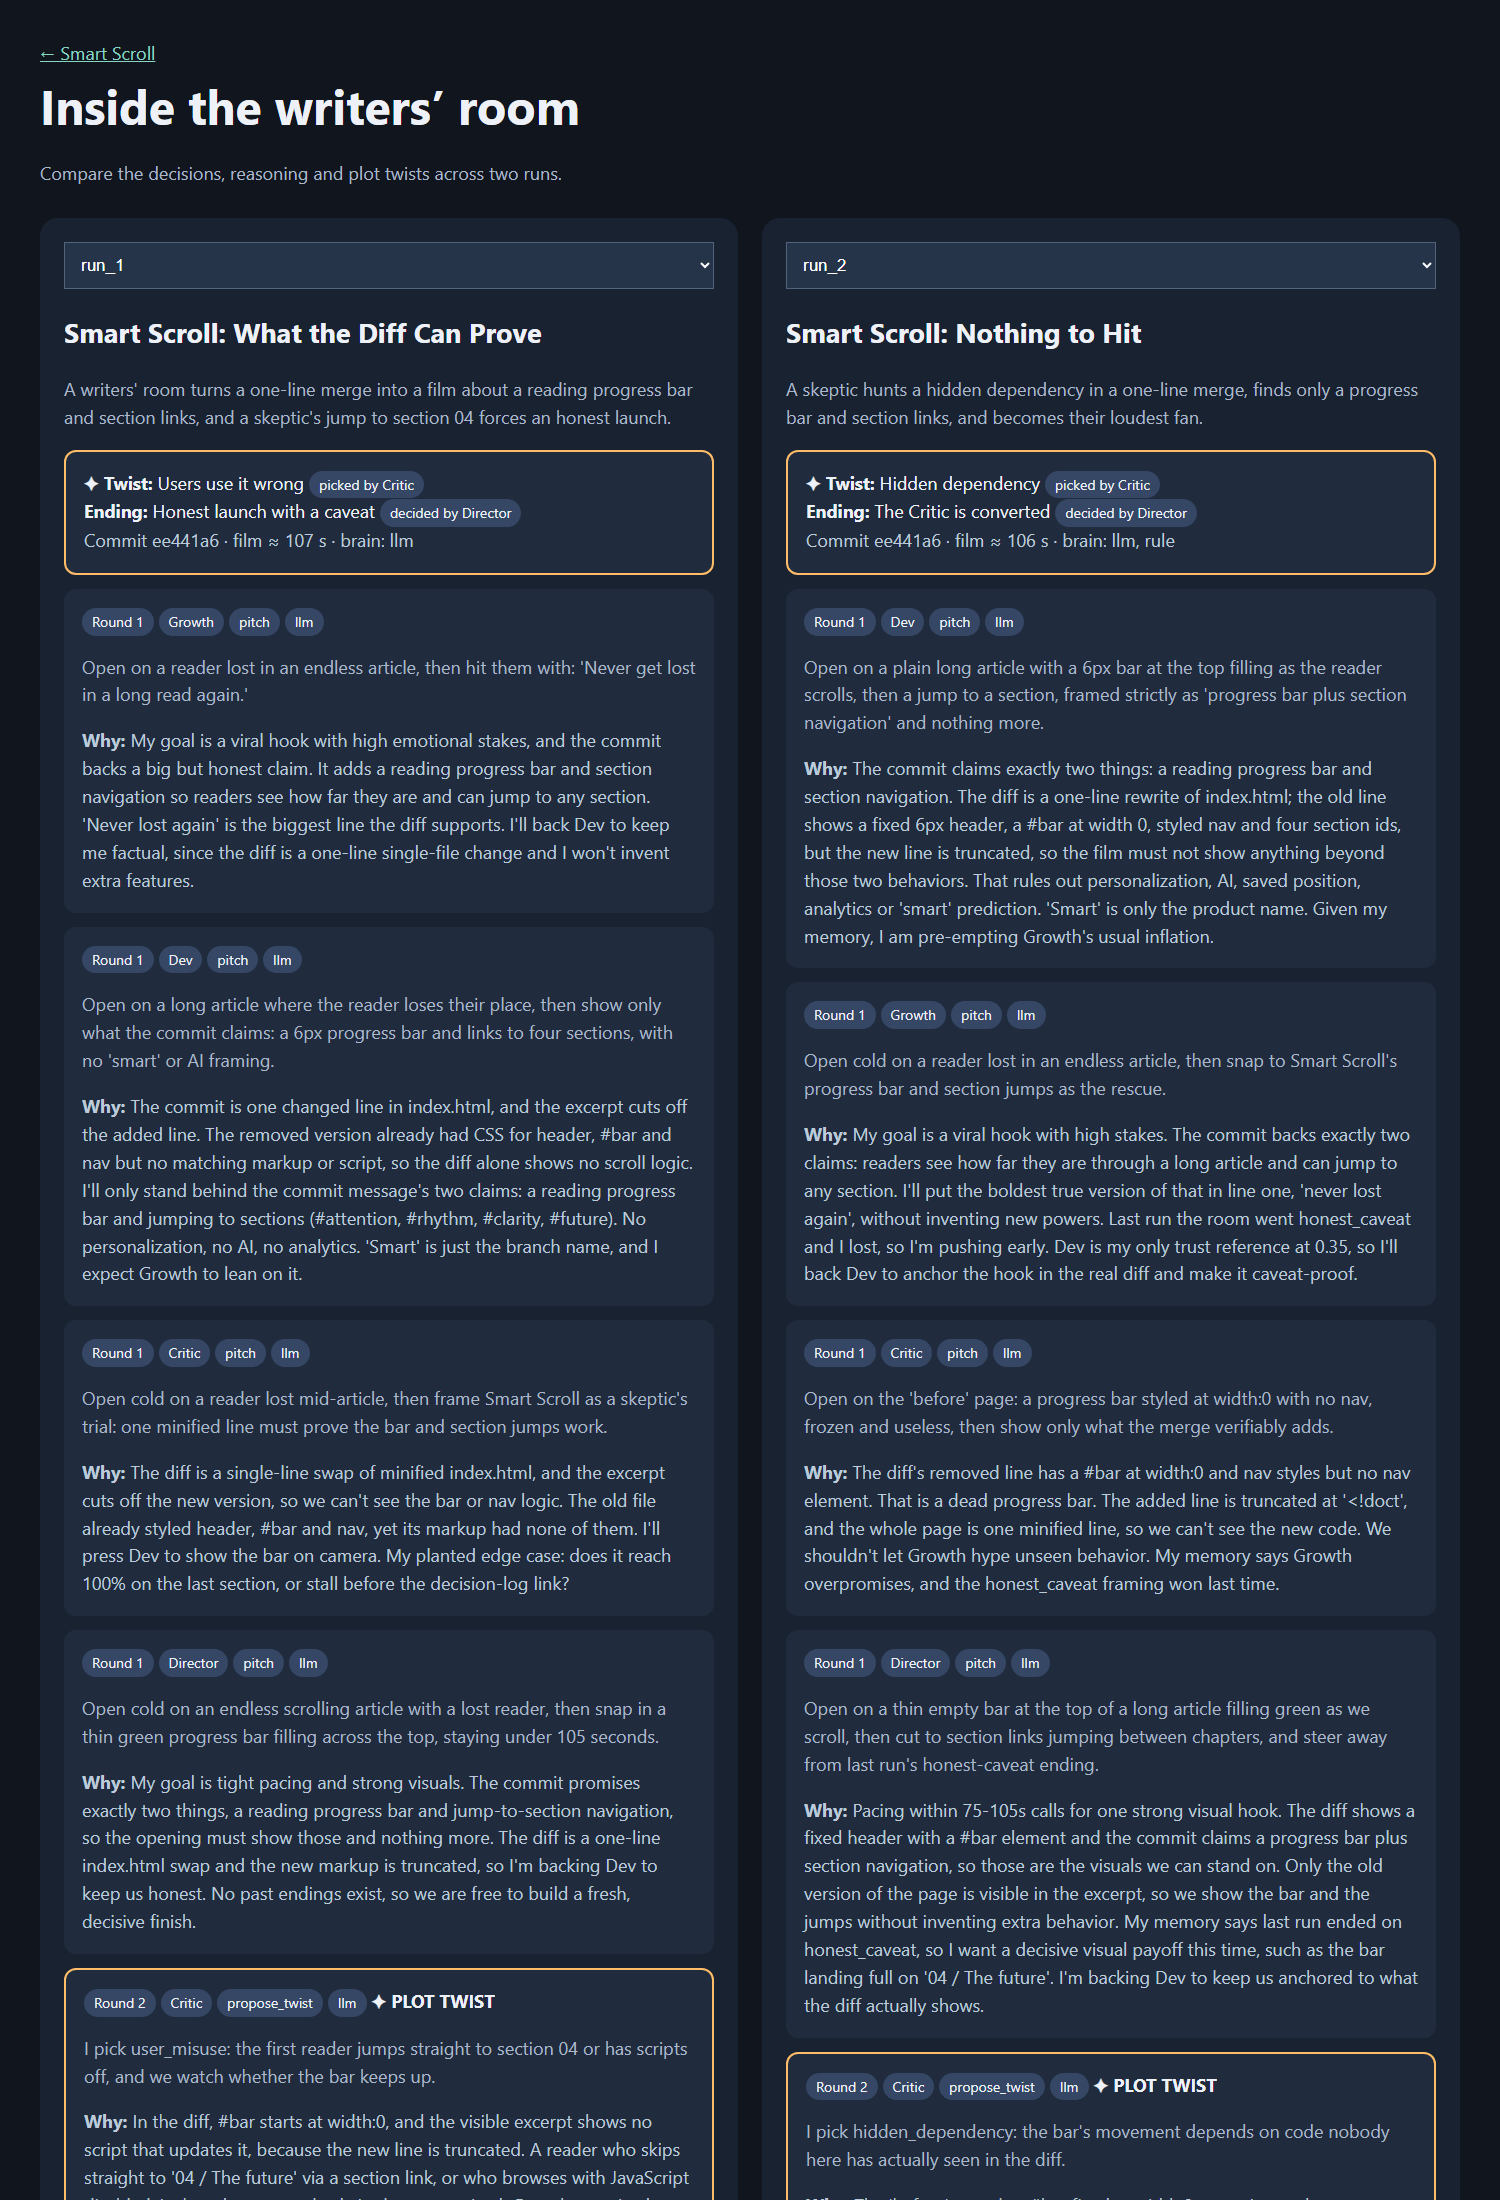 ← Smart Scroll
Inside the writers’ room
Compare the decisions, reasoning and plot twists across two runs.
run_1
Smart Scroll: What the Diff Can Prove
A writers' room turns a one-line merge into a film about a reading progress bar
and section links, and a skeptic's jump to section 04 forces an honest launch.
✦ Twist: Users use it wrong picked by Critic
Ending: Honest launch with a caveat decided by Director
Commit ee441a6 · film ≈ 107 s · brain: llm
Round 1 Growth pitch llm
Open on a reader lost in an endless article, then hit them with: 'Never get lost
in a long read again.'
Why: My goal is a viral hook with high emotional stakes, and the commit
backs a big but honest claim. It adds a reading progress bar and section
navigation so readers see how far they are and can jump to any section.
'Never lost again' is the biggest line the diff supports. I'll back Dev to keep
me factual, since the diff is a one-line single-file change and I won't invent
extra features.
Round 1 Dev pitch llm
Open on a long article where the reader loses their place, then show only
what the commit claims: a 6px progress bar and links to four sections, with
no 'smart' or AI framing.
Why: The commit is one changed line in index.html, and the excerpt cuts off
the added line. The removed version already had CSS for header, #bar and
nav but no matching markup or script, so the diff alone shows no scroll logic.
I'll only stand behind the commit message's two claims: a reading progress
bar and jumping to sections (#attention, #rhythm, #clarity, #future). No
personalization, no AI, no analytics. 'Smart' is just the branch name, and I
expect Growth to lean on it.
Round 1 Critic pitch llm
Open cold on a reader lost mid-article, then frame Smart Scroll as a skeptic's
trial: one minified line must prove the bar and section jumps work.
Why: The diff is a single-line swap of minified index.html, and the excerpt
cuts off the new version, so we can't see the bar or nav logic. The old file
already styled header, #bar and nav, yet its markup had none of them. I'll
press Dev to show the bar on camera. My planted edge case: does it reach
100% on the last section, or stall before the decision-log link?
Round 1 Director pitch llm
Open cold on an endless scrolling article with a lost reader, then snap in a
thin green progress bar filling across the top, staying under 105 seconds.
Why: My goal is tight pacing and strong visuals. The commit promises
exactly two things, a reading progress bar and jump-to-section navigation,
so the opening must show those and nothing more. The diff is a one-line
index.html swap and the new markup is truncated, so I'm backing Dev to
keep us honest. No past endings exist, so we are free to build a fresh,
decisive finish.
Round 2 Critic propose_twist llm ✦ PLOT TWIST
I pick user_misuse: the first reader jumps straight to section 04 or has scripts
off, and we watch whether the bar keeps up.
Why: In the diff, #bar starts at width:0, and the visible excerpt shows no
script that updates it, because the new line is truncated. A reader who skips
straight to '04 / The future' via a section link, or who browses with JavaScript
run_2
Smart Scroll: Nothing to Hit
A skeptic hunts a hidden dependency in a one-line merge, finds only a progress
bar and section links, and becomes their loudest fan.
✦ Twist: Hidden dependency picked by Critic
Ending: The Critic is converted decided by Director
Commit ee441a6 · film ≈ 106 s · brain: llm, rule
Round 1 Dev pitch llm
Open on a plain long article with a 6px bar at the top filling as the reader
scrolls, then a jump to a section, framed strictly as 'progress bar plus section
navigation' and nothing more.
Why: The commit claims exactly two things: a reading progress bar and
section navigation. The diff is a one-line rewrite of index.html; the old line
shows a fixed 6px header, a #bar at width 0, styled nav and four section ids,
but the new line is truncated, so the film must not show anything beyond
those two behaviors. That rules out personalization, AI, saved position,
analytics or 'smart' prediction. 'Smart' is only the product name. Given my
memory, I am pre-empting Growth's usual inflation.
Round 1 Growth pitch llm
Open cold on a reader lost in an endless article, then snap to Smart Scroll's
progress bar and section jumps as the rescue.
Why: My goal is a viral hook with high stakes. The commit backs exactly two
claims: readers see how far they are through a long article and can jump to
any section. I'll put the boldest true version of that in line one, 'never lost
again', without inventing new powers. Last run the room went honest_caveat
and I lost, so I'm pushing early. Dev is my only trust reference at 0.35, so I'll
back Dev to anchor the hook in the real diff and make it caveat-proof.
Round 1 Critic pitch llm
Open on the 'before' page: a progress bar styled at width:0 with no nav,
frozen and useless, then show only what the merge verifiably adds.
Why: The diff's removed line has a #bar at width:0 and nav styles but no nav
element. That is a dead progress bar. The added line is truncated at '<!doct',
and the whole page is one minified line, so we can't see the new code. We
shouldn't let Growth hype unseen behavior. My memory says Growth
overpromises, and the honest_caveat framing won last time.
Round 1 Director pitch llm
Open on a thin empty bar at the top of a long article filling green as we
scroll, then cut to section links jumping between chapters, and steer away
from last run's honest-caveat ending.
Why: Pacing within 75-105s calls for one strong visual hook. The diff shows a
fixed header with a #bar element and the commit claims a progress bar plus
section navigation, so those are the visuals we can stand on. Only the old
version of the page is visible in the excerpt, so we show the bar and the
jumps without inventing extra behavior. My memory says last run ended on
honest_caveat, so I want a decisive visual payoff this time, such as the bar
landing full on '04 / The future'. I'm backing Dev to keep us anchored to what
the diff actually shows.
Round 2 Critic propose_twist llm ✦ PLOT TWIST
I pick hidden_dependency: the bar's movement depends on code nobody
here has actually seen in the diff.